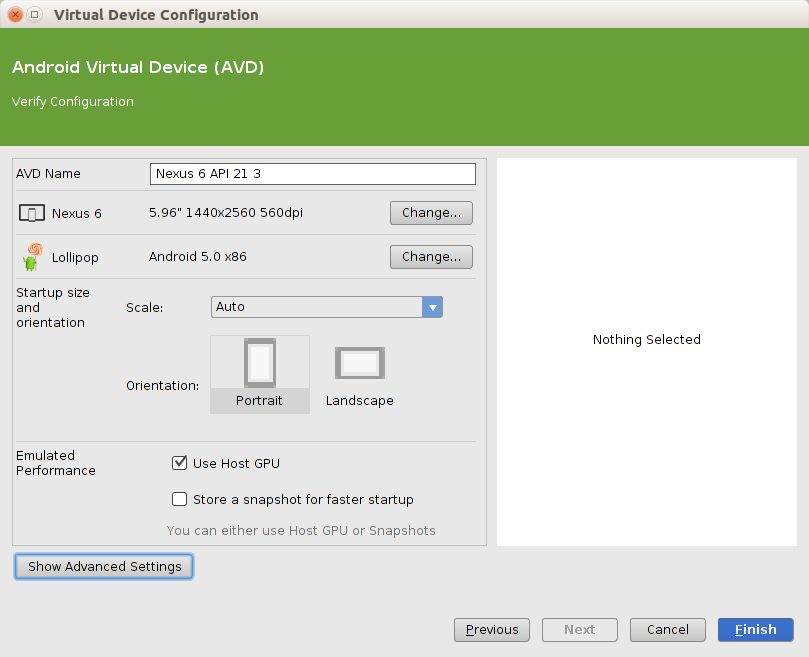 Virtual Device Configuration
Android Virtual Device (AVD)
Verify Configuration
AVD Name
Nexus 6 API 21 3
Nexus 6
5.96" 1440x2560 560dpi
Change...
Lollipop
Android 5.0 x86
Change...
Startup size
and
orientation
Scale:
Auto
Orientation:
Portrait
Landscape
Emulated
Performance
Use Host GPU
Store a snapshot for faster startup
You can either use Host GPU or Snapshots
Nothing Selected
Show Advanced Settings
Previous
Next
Cancel
Finish